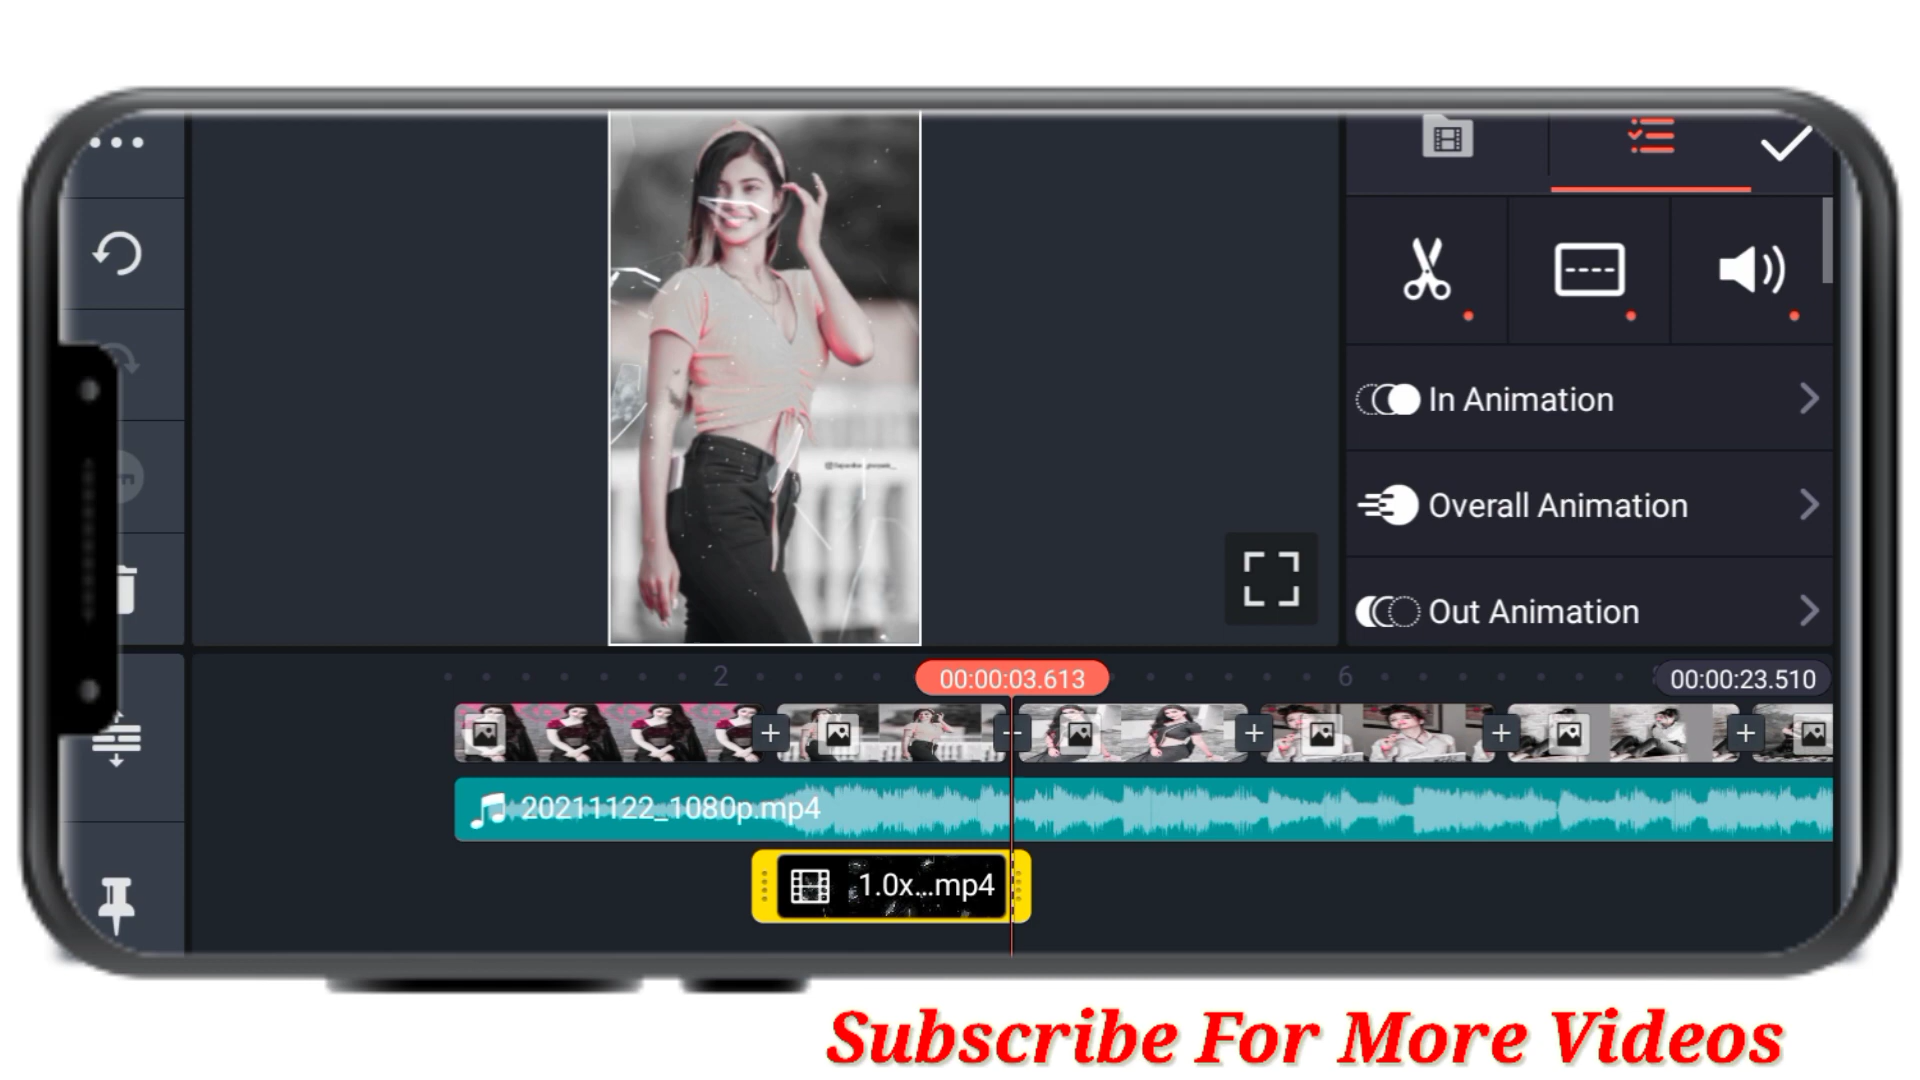 In Animation
Overall Animation
Out Animation
2
00:00:03.613
6
00:00:23.510
20211122_1080p.mp4
1.0x...mp4
Subscribe For More Videos